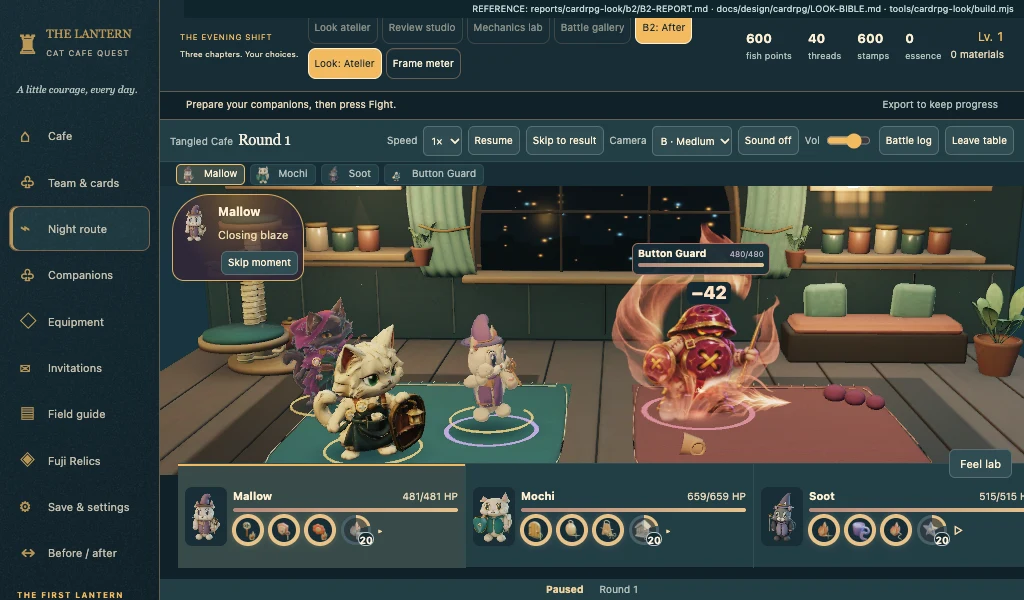 REFERENCE: reports/cardrpg-look/b2/B2-REPORT.md · docs/design/cardrpg/LOOK-BIBLE.md · tools/cardrpg-look/build.mjs
THE LANTERN
CAT CAFE QUEST
A little courage, every day.
Cafe
Team & cards
Night route
Companions
Equipment
Invitations
Field guide
Fuji Relics
Save & settings
Before / after
THE FIRST LANTERN
THE EVENING SHIFT
Three chapters. Your choices.
Look atelier
Review studio
Mechanics lab
Battle gallery
B2: After
Look: Atelier
Frame meter
600 fish points
40 threads
600 stamps
0 essence
Lv. 1
0 materials
Prepare your companions, then press Fight.
Export to keep progress
Tangled Cafe Round 1
Speed 1× Resume Skip to result Camera B · Medium Sound off Vol Battle log Leave table
Mallow Mochi Soot Button Guard
Mallow
Closing blaze
Skip moment
Button Guard 480/480
−42
Feel lab
Mallow 481/481 HP
20
Mochi 659/659 HP
20
Soot 515/515 H
20
Paused Round 1